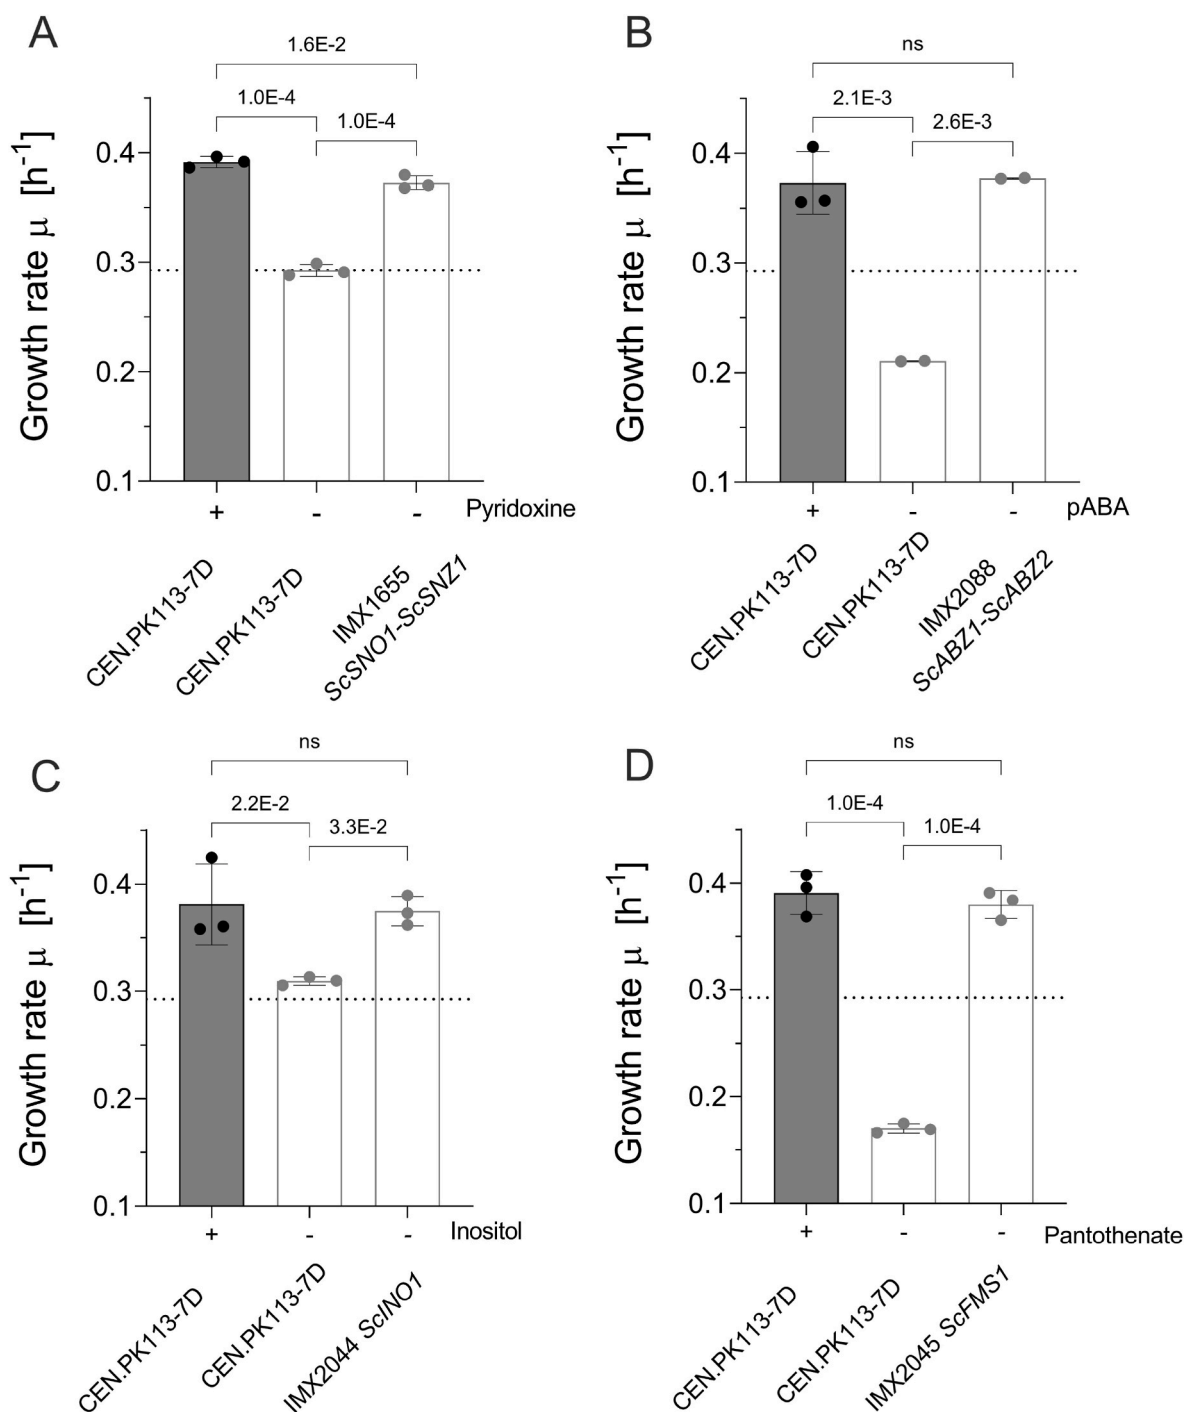 A
1.6E-2
1.0E-4
1.0E-4
Growth rate µ [h⁻¹]
0.4
0.3
0.2
0.1
+ - - Pyridoxine
CEN.PK113-7D
CEN.PK113-7D
IMX1655
ScSNO1-ScSNZ1
B
ns
2.1E-3
2.6E-3
Growth rate µ [h⁻¹]
0.4
0.3
0.2
0.1
+ - - pABA
CEN.PK113-7D
CEN.PK113-7D
IMX2088
ScABZ1-ScABZ2
C
ns
2.2E-2
3.3E-2
Growth rate µ [h⁻¹]
0.4
0.3
0.2
0.1
+ - - Inositol
CEN.PK113-7D
CEN.PK113-7D
IMX2044 ScINO1
D
ns
1.0E-4
1.0E-4
Growth rate µ [h⁻¹]
0.4
0.3
0.2
0.1
+ - - Pantothenate
CEN.PK113-7D
CEN.PK113-7D
IMX2045 ScFMS1